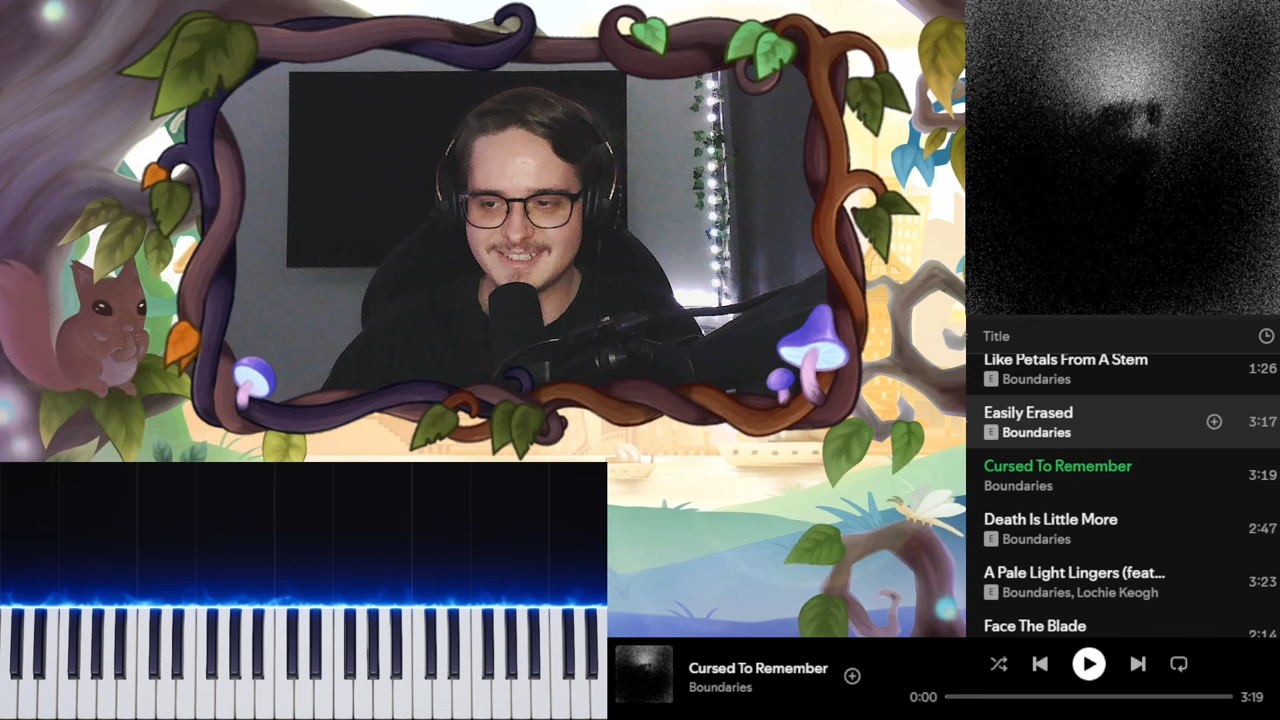 Title
Like Petals From A Stem
E Boundaries
1:26
Easily Erased
E Boundaries
3:17
Cursed To Remember
Boundaries
3:19
Death Is Little More
E Boundaries
2:47
A Pale Light Lingers (feat...
E Boundaries, Lochie Keogh
3:23
Face The Blade
2:14
Cursed To Remember
Boundaries
0:00
3:19